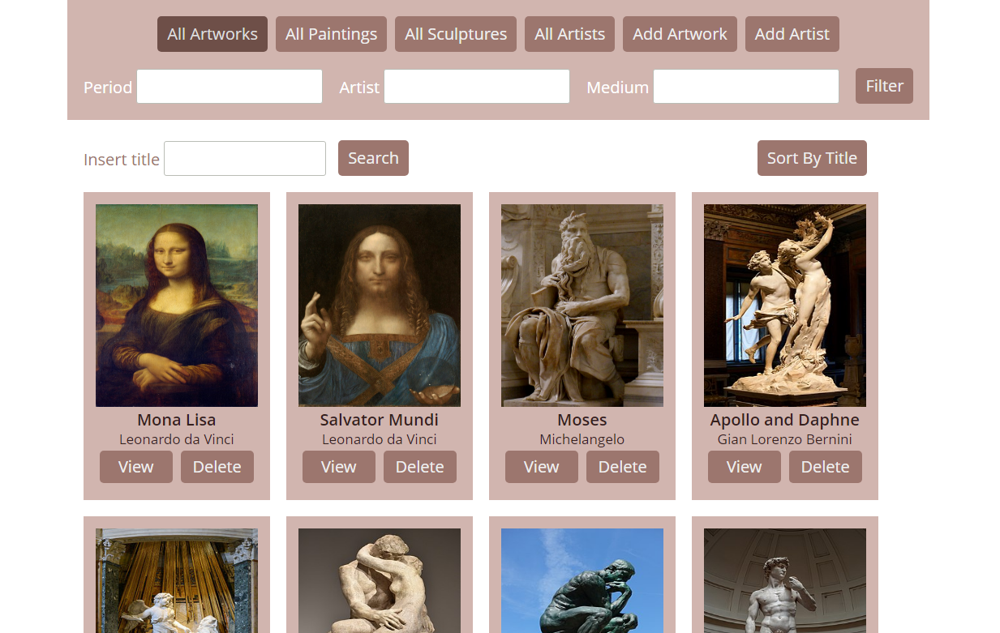 All Artworks All Paintings All Sculptures All Artists Add Artwork Add Artist
Period Artist Medium Filter
Insert title Search Sort By Title
Mona Lisa Salvator Mundi Moses Apollo and Daphne
Leonardo da Vinci Leonardo da Vinci Michelangelo Gian Lorenzo Bernini
View Delete View Delete View Delete View Delete